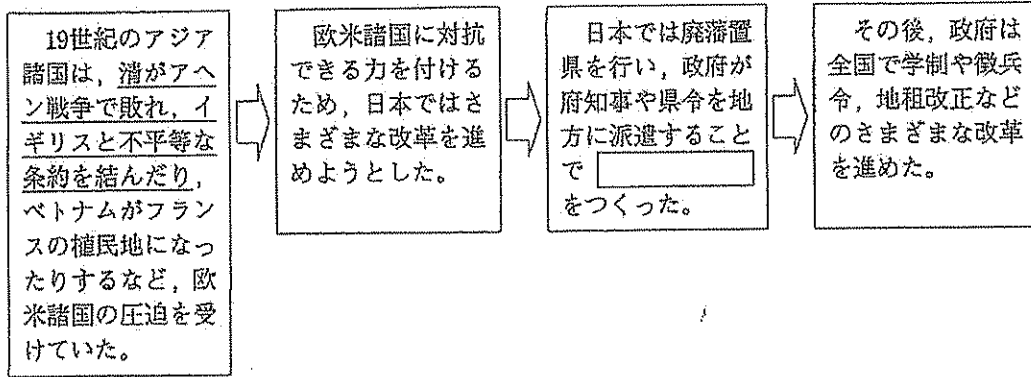 19世紀のアジア
諸国は，清がアヘ
ン戦争で敗れ，イ
ギリスと不平等な
条約を結んだり，
ベトナムがフラン
スの植民地になっ
たりするなど，欧
米諸国の圧迫を受
けていた。
欧米諸国に対抗
できる力を付ける
ため，日本ではさ
まざまな改革を進
めようとした。
日本では廃藩置
県を行い，政府が
府知事や県令を地
方に派遣すること
で
をつくった。
その後，政府は
全国で学制や徴兵
令，地租改正など
のさまざまな改革
を進めた。